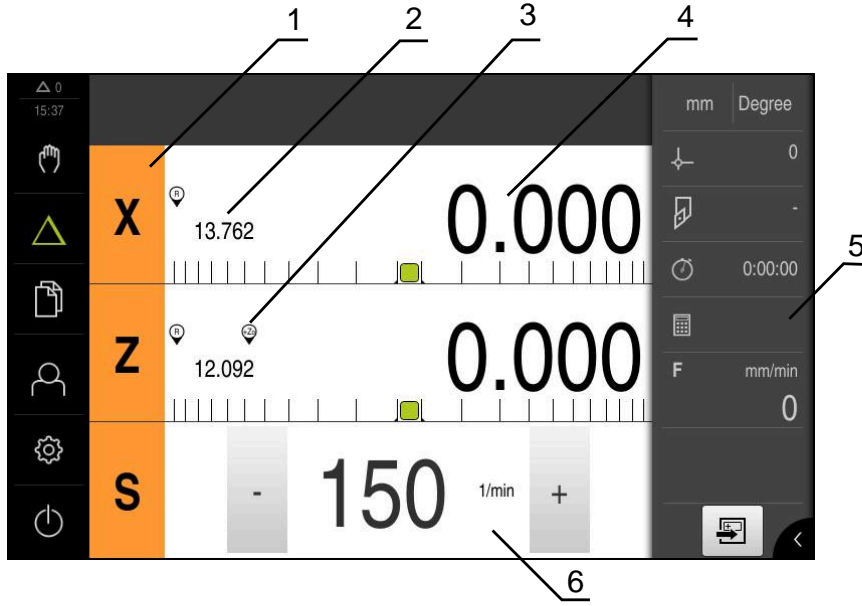 1 2 3 4
△ 0
15:37
mm Degree
0
X R 13.762 0.000
-
5
0:00:00
Z R +Zo 12.092 0.000
F mm/min
0
S - 150 1/min +
<
6